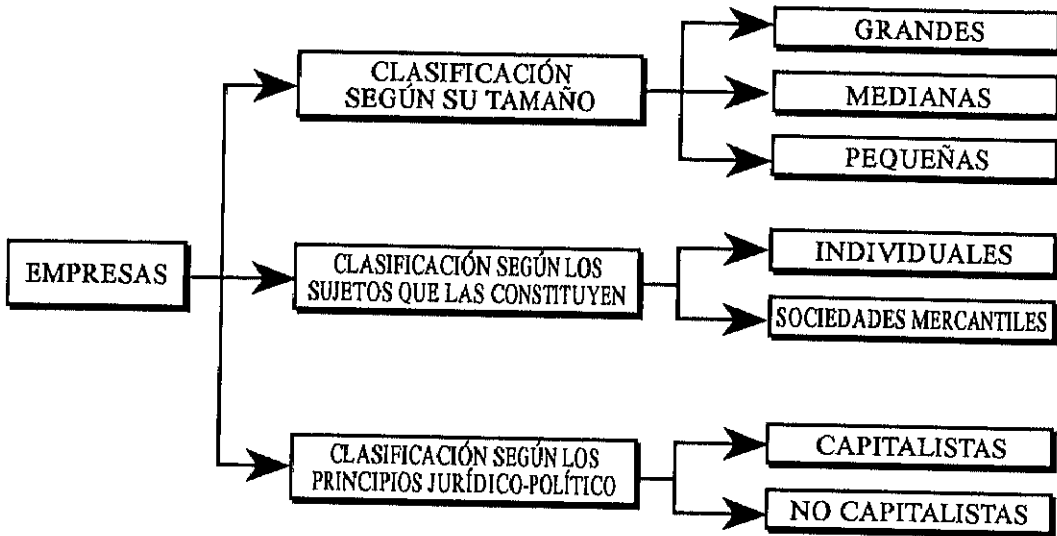 EMPRESAS
CLASIFICACIÓN
SEGÚN SU TAMAÑO
GRANDES
MEDIANAS
PEQUEÑAS
CLASIFICACIÓN SEGÚN LOS
SUJETOS QUE LAS CONSTITUYEN
INDIVIDUALES
SOCIEDADES MERCANTILES
CLASIFICACIÓN SEGÚN LOS
PRINCIPIOS JURÍDICO-POLÍTICO
CAPITALISTAS
NO CAPITALISTAS